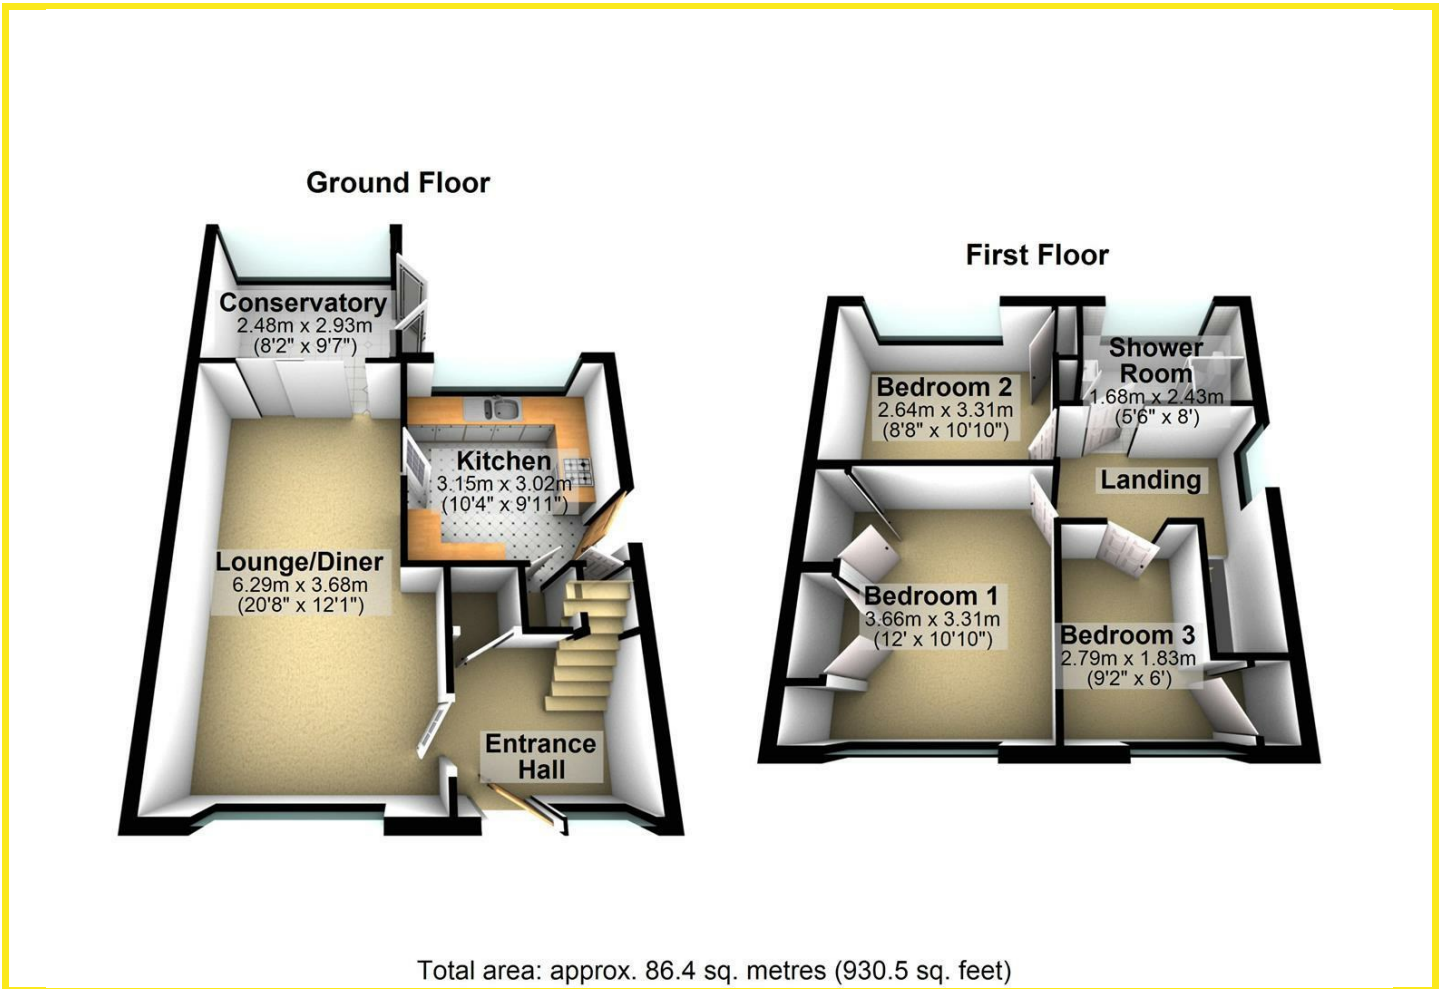 Ground Floor
Conservatory
2.48m x 2.93m
(8'2" x 9'7")
Kitchen
3.15m x 3.02m
(10'4" x 9'11")
Lounge/Diner
6.29m x 3.68m
(20'8" x 12'1")
Entrance
Hall
First Floor
Bedroom 2
2.64m x 3.31m
(8'8" x 10'10")
Shower
Room
1.68m x 2.43m
(5'6" x 8')
Landing
Bedroom 1
3.66m x 3.31m
(12' x 10'10")
Bedroom 3
2.79m x 1.83m
(9'2" x 6')
Total area: approx. 86.4 sq. metres (930.5 sq. feet)